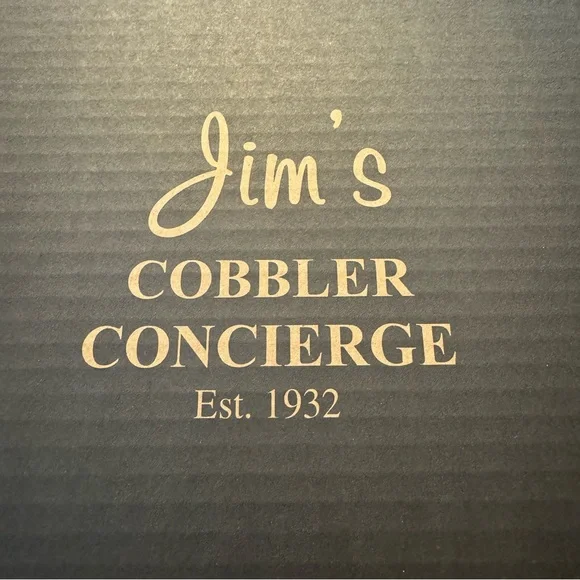 Jim's
COBBLER
CONCIERGE
Est. 1932